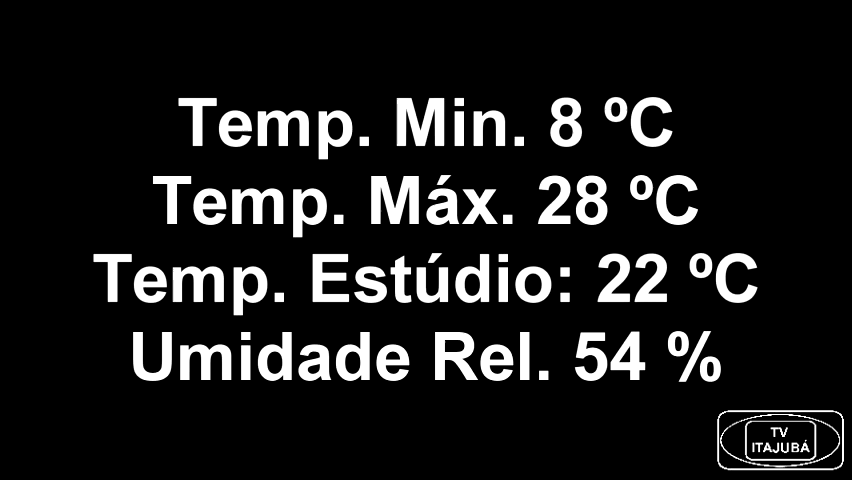 Temp. Min. 8 ºC
Temp. Máx. 28 ºC
Temp. Estúdio: 22 ºC
Umidade Rel. 54 %
TV
ITAJUBÁ